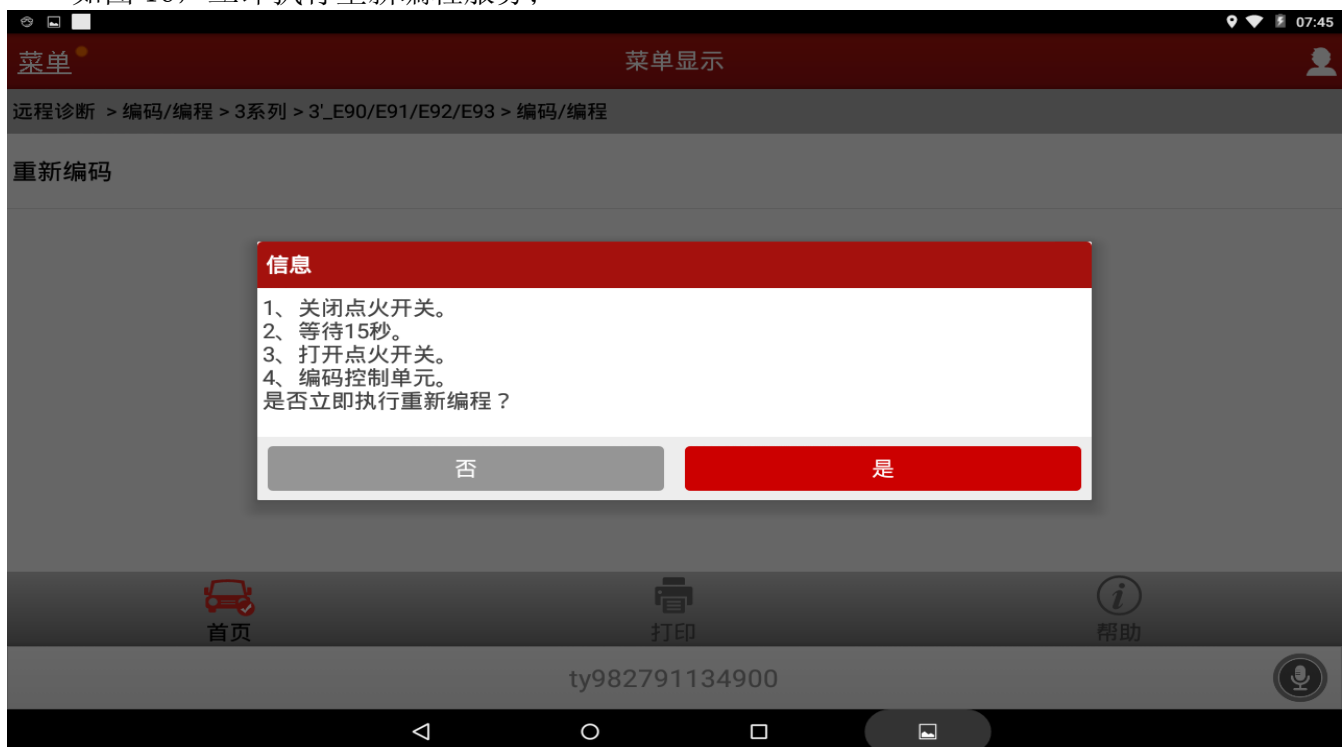 07:45
菜单
菜单显示
远程诊断 > 编码/编程 > 3系列 > 3'_E90/E91/E92/E93 > 编码/编程
重新编码
信息
1、 关闭点火开关。
2、 等待15秒。
3、 打开点火开关。
4、 编码控制单元。
是否立即执行重新编程？
否
是
首页
打印
帮助
ty982791134900